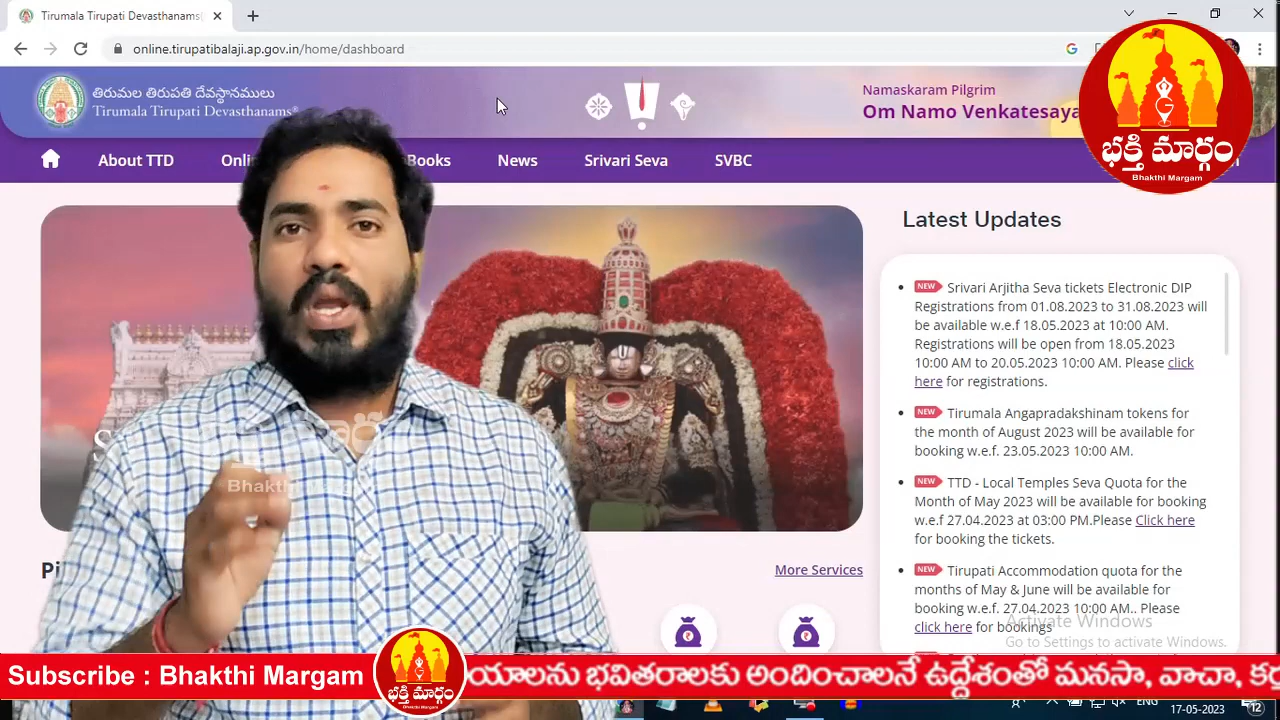 Tirumala Tirupati Devasthanams
online.tirupatibalaji.ap.gov.in/home/dashboard
తిరుమల తిరుపతి దేవస్థానములు
Tirumala Tirupati Devasthanams®
Namaskaram Pilgrim
Om Namo Venkatesaya
భక్తి మార్గం
Bhakthi Margam
About TTD
Books
News
Srivari Seva
SVBC
Latest Updates
NEW Srivari Arjitha Seva tickets Electronic DIP
Registrations from 01.08.2023 to 31.08.2023 will
be available w.e.f 18.05.2023 at 10:00 AM.
Registrations will be open from 18.05.2023
10:00 AM to 20.05.2023 10:00 AM. Please click
here for registrations.
NEW Tirumala Angapradakshinam tokens for
the month of August 2023 will be available for
booking w.e.f. 23.05.2023 10:00 AM.
NEW TTD - Local Temples Seva Quota for the
Month of May 2023 will be available for booking
w.e.f 27.04.2023 at 03:00 PM.Please Click here
for booking the tickets.
NEW Tirupati Accommodation quota for the
months of May & June will be available for
booking w.e.f. 27.04.2023 10:00 AM.. Please
click here for bookings
Bhakthi Margam
More Services
Activate Windows
Go to Settings to activate Windows.
Subscribe : Bhakthi Margam
భక్తి మార్గం
Bhakthi Margam
యాలను భవితరాలకు అందించాలనే ఉద్దేశంతో మనసా, వాచా,
ENG
17-05-2023
12